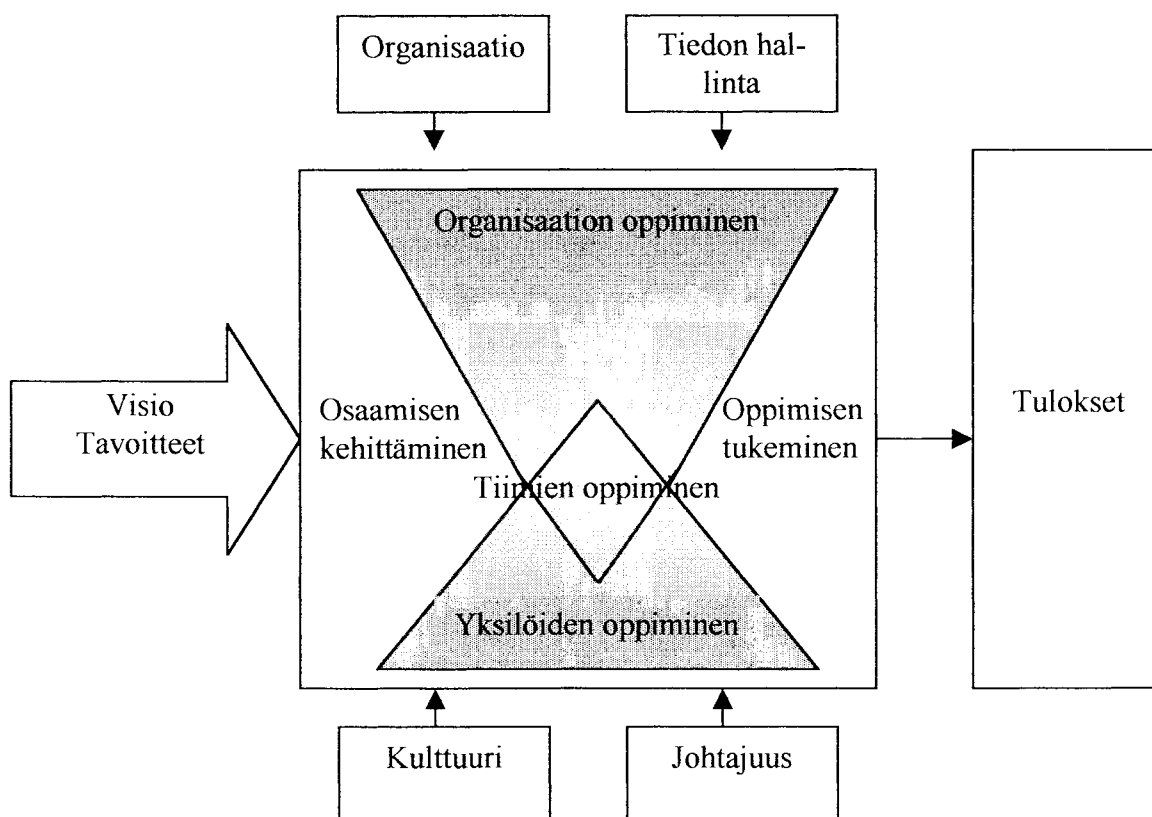 Organisaatio
Tiedon hal-
linta
Organisaation oppiminen
Visio
Tavoitteet
Osaamisen
kehittäminen
Oppimisen
tukeminen
Tulokset
Tiimien oppiminen
Yksilöiden oppiminen
Kulttuuri
Johtajuus